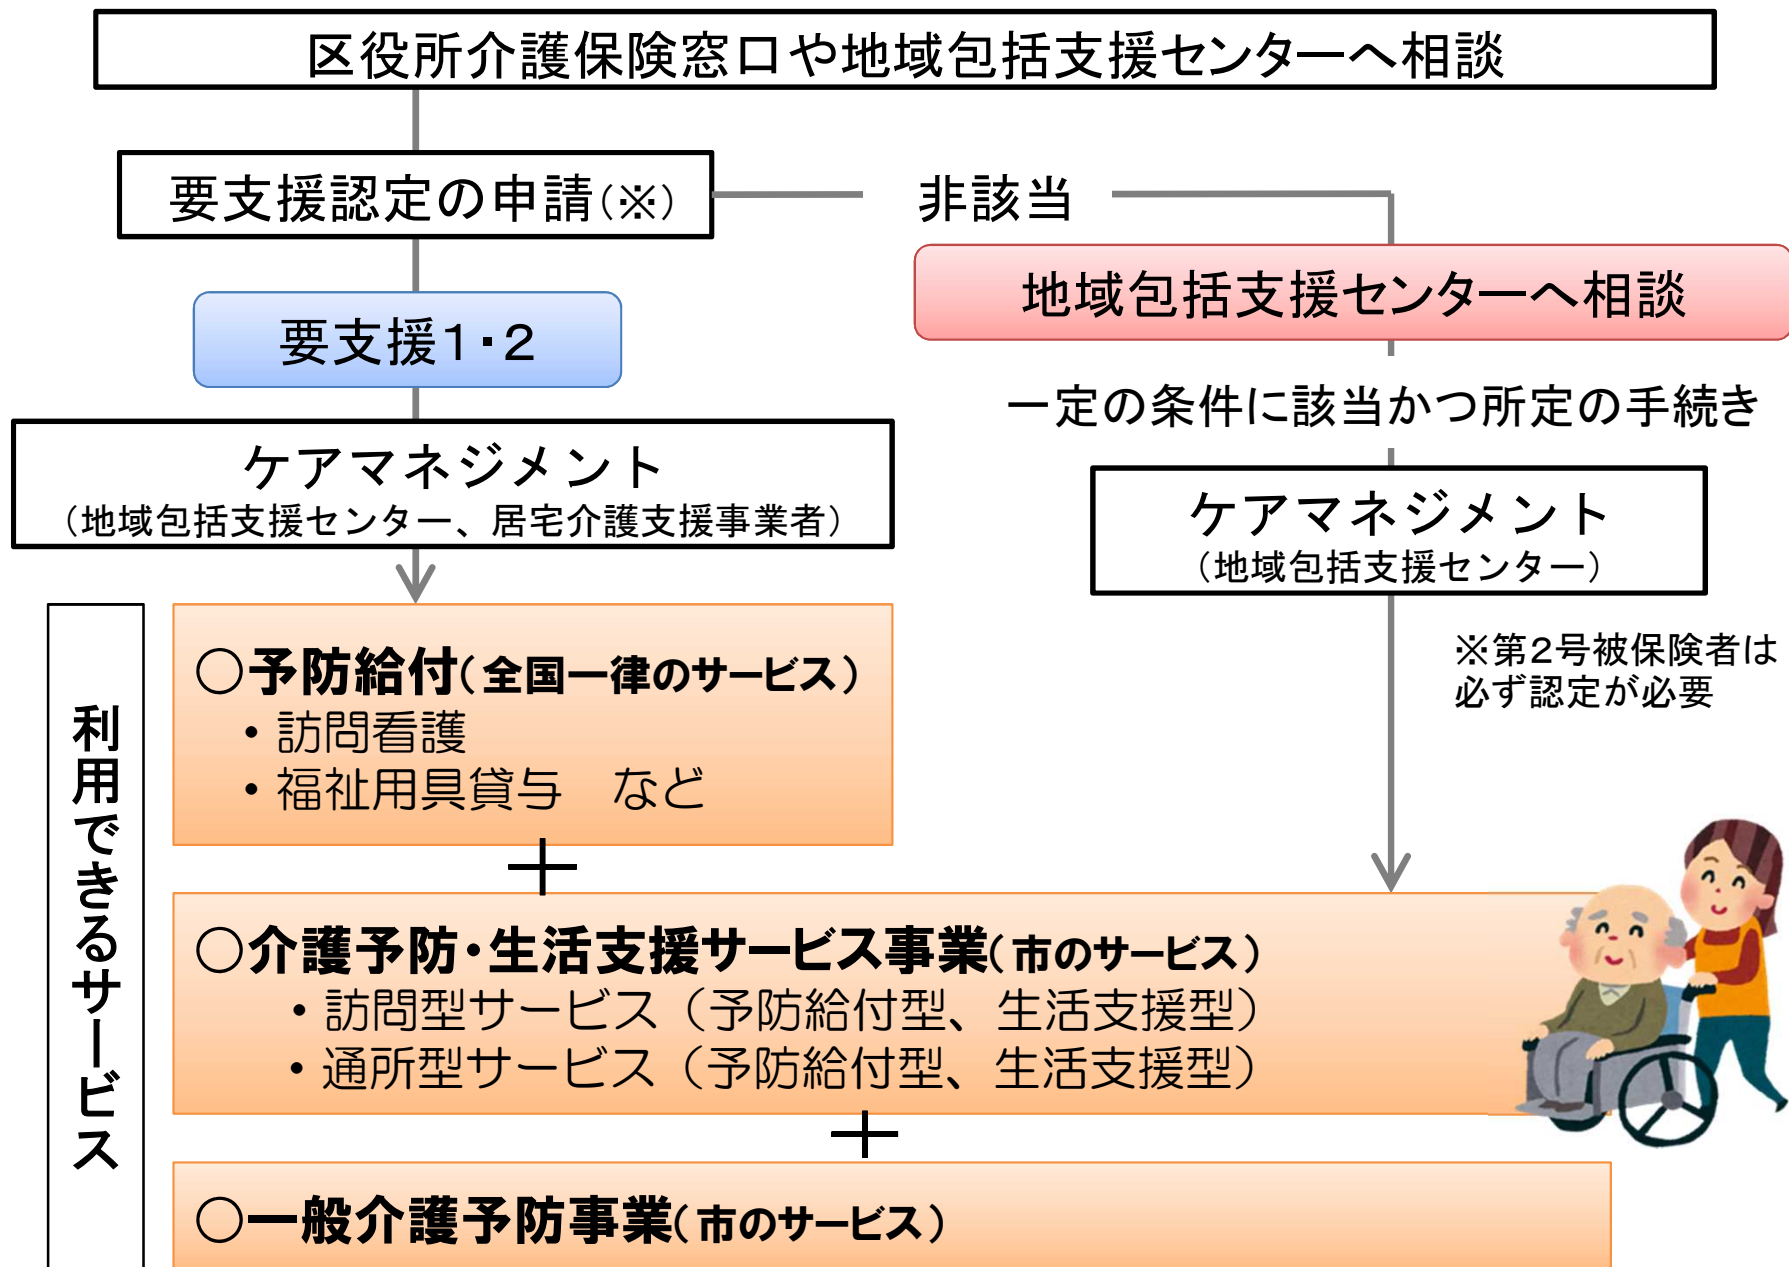 区役所介護保険窓口や地域包括支援センターへ相談
要支援認定の申請(※)
非該当
地域包括支援センターへ相談
要支援1・2
一定の条件に該当かつ所定の手続き
ケアマネジメント
(地域包括支援センター、居宅介護支援事業者)
ケアマネジメント
(地域包括支援センター)
※第2号被保険者は
必ず認定が必要
利用できるサービス
○予防給付(全国一律のサービス)
・訪問看護
・福祉用具貸与 など
+
○介護予防・生活支援サービス事業(市のサービス)
・訪問型サービス(予防給付型、生活支援型)
・通所型サービス(予防給付型、生活支援型)
+
○一般介護予防事業(市のサービス)